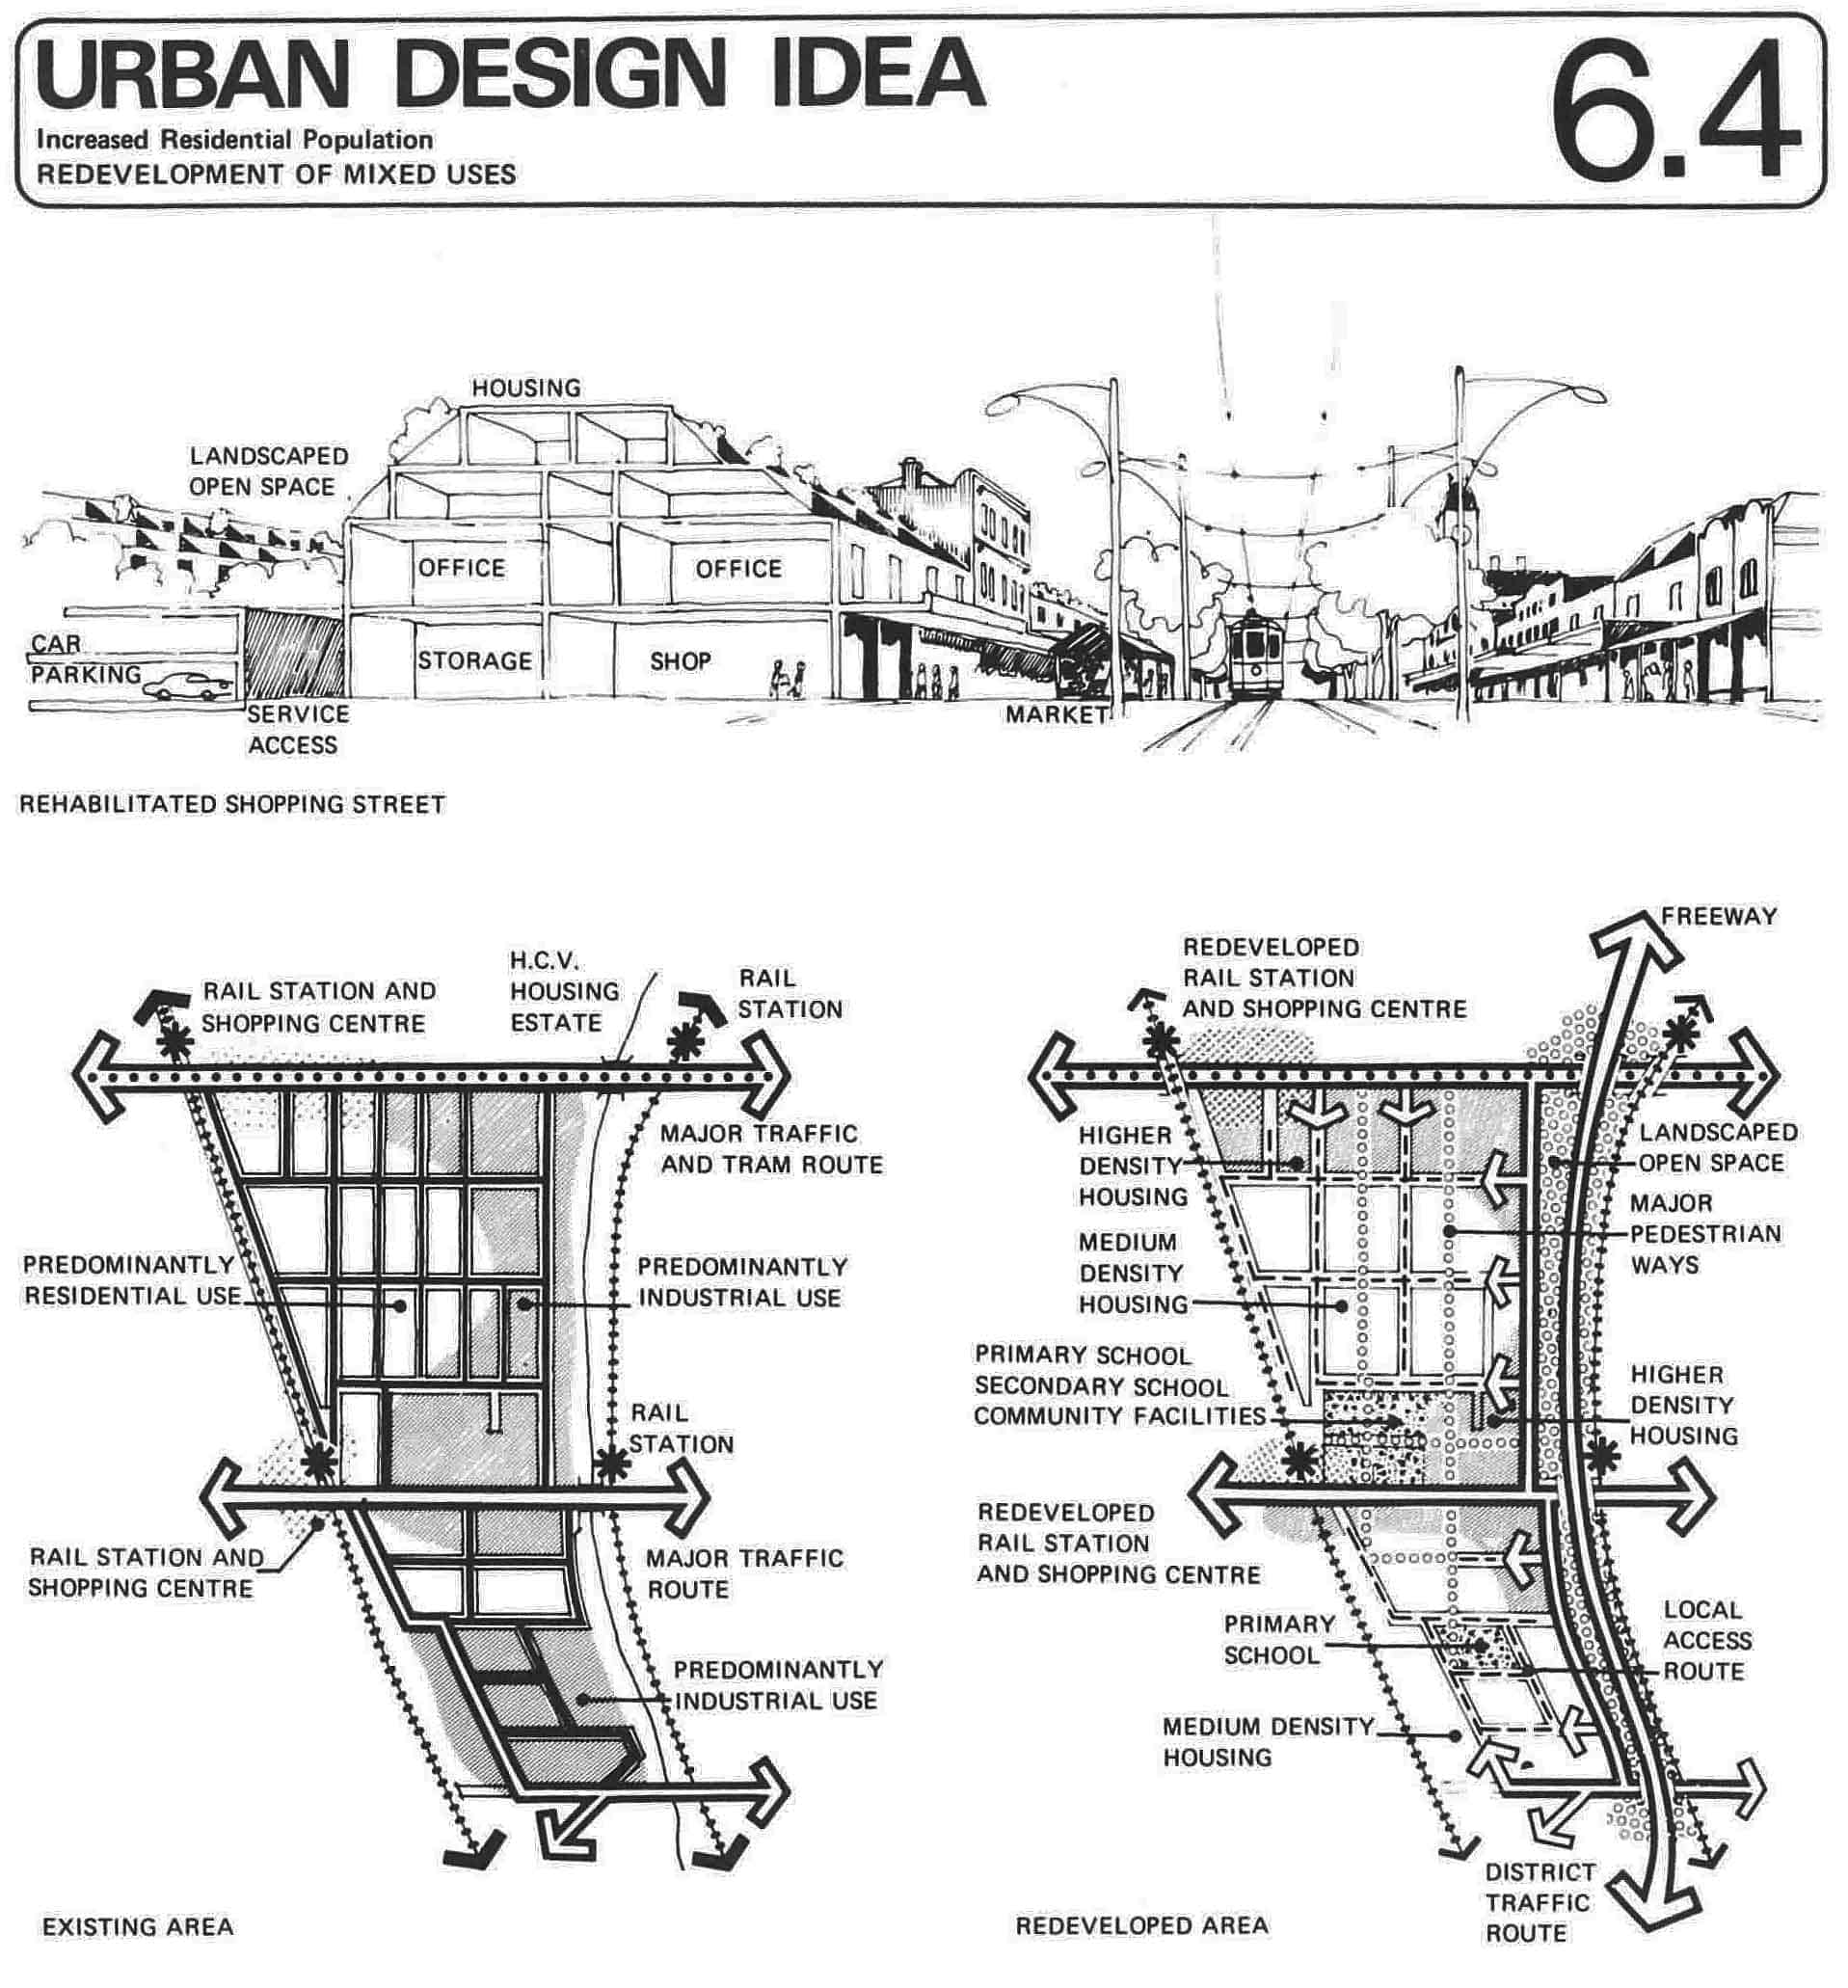 URBAN DESIGN IDEA
6.4
Increased Residential Population
REDEVELOPMENT OF MIXED USES
HOUSING
LANDSCAPED
OPEN SPACE
OFFICE
OFFICE
CAR
PARKING
STORAGE
SHOP
SERVICE
ACCESS
MARKET
REHABILITATED SHOPPING STREET
RAIL STATION AND
SHOPPING CENTRE
H.C.V.
HOUSING
ESTATE
RAIL
STATION
MAJOR TRAFFIC
AND TRAM ROUTE
PREDOMINANTLY
RESIDENTIAL USE
PREDOMINANTLY
INDUSTRIAL USE
RAIL
STATION
RAIL STATION AND
SHOPPING CENTRE
MAJOR TRAFFIC
ROUTE
PREDOMINANTLY
INDUSTRIAL USE
EXISTING AREA
FREEWAY
REDEVELOPED
RAIL STATION
AND SHOPPING CENTRE
HIGHER
DENSITY
HOUSING
LANDSCAPED
OPEN SPACE
MAJOR
PEDESTRIAN
WAYS
MEDIUM
DENSITY
HOUSING
PRIMARY SCHOOL
SECONDARY SCHOOL
COMMUNITY FACILITIES
HIGHER
DENSITY
HOUSING
REDEVELOPED
RAIL STATION
AND SHOPPING CENTRE
PRIMARY
SCHOOL
LOCAL
ACCESS
ROUTE
MEDIUM DENSITY
HOUSING
DISTRICT
TRAFFIC
ROUTE
REDEVELOPED AREA